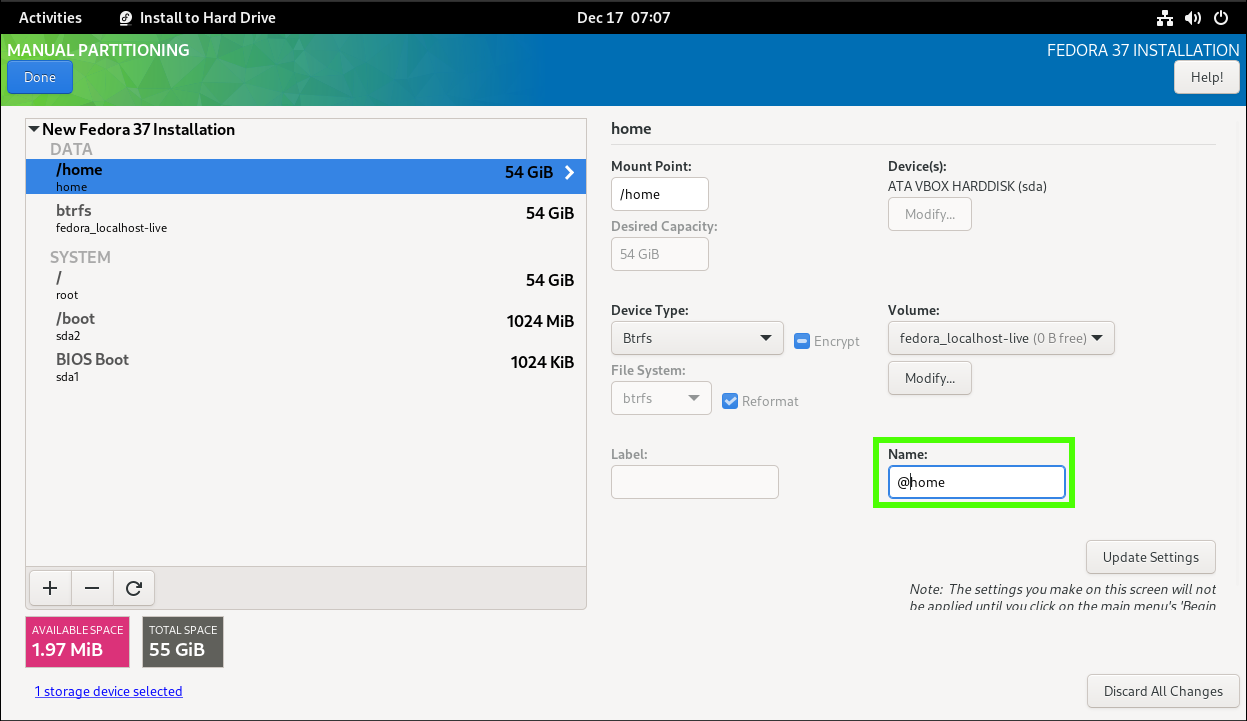 Activities
Install to Hard Drive
Dec 17 07:07
MANUAL PARTITIONING
FEDORA 37 INSTALLATION
Done
Help!
New Fedora 37 Installation
DATA
/home
54 GiB
home
btrfs
54 GiB
fedora_localhost-live
SYSTEM
/
54 GiB
root
/boot
1024 MiB
sda2
BIOS Boot
1024 KiB
sda1
AVAILABLE SPACE
1.97 MiB
TOTAL SPACE
55 GiB
1 storage device selected
home
Mount Point:
/home
Device(s):
ATA VBOX HARDDISK (sda)
Modify...
Desired Capacity:
54 GiB
Device Type:
Btrfs
Encrypt
Volume:
fedora_localhost-live (0 B free)
Modify...
File System:
btrfs
Reformat
Label:
Name:
@home
Update Settings
Note: The settings you make on this screen will not
be applied until you click on the main menu's 'Begin
Discard All Changes